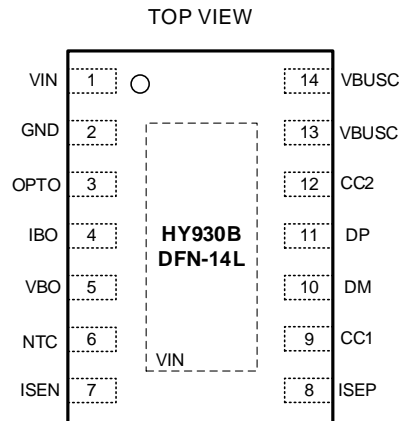 TOP VIEW
VIN 1 14 VBUSC
GND 2 13 VBUSC
OPTO 3 12 CC2
IBO 4 HY930B 11 DP
DFN-14L
VBO 5 10 DM
NTC 6 9 CC1
VIN
ISEN 7 8 ISEP